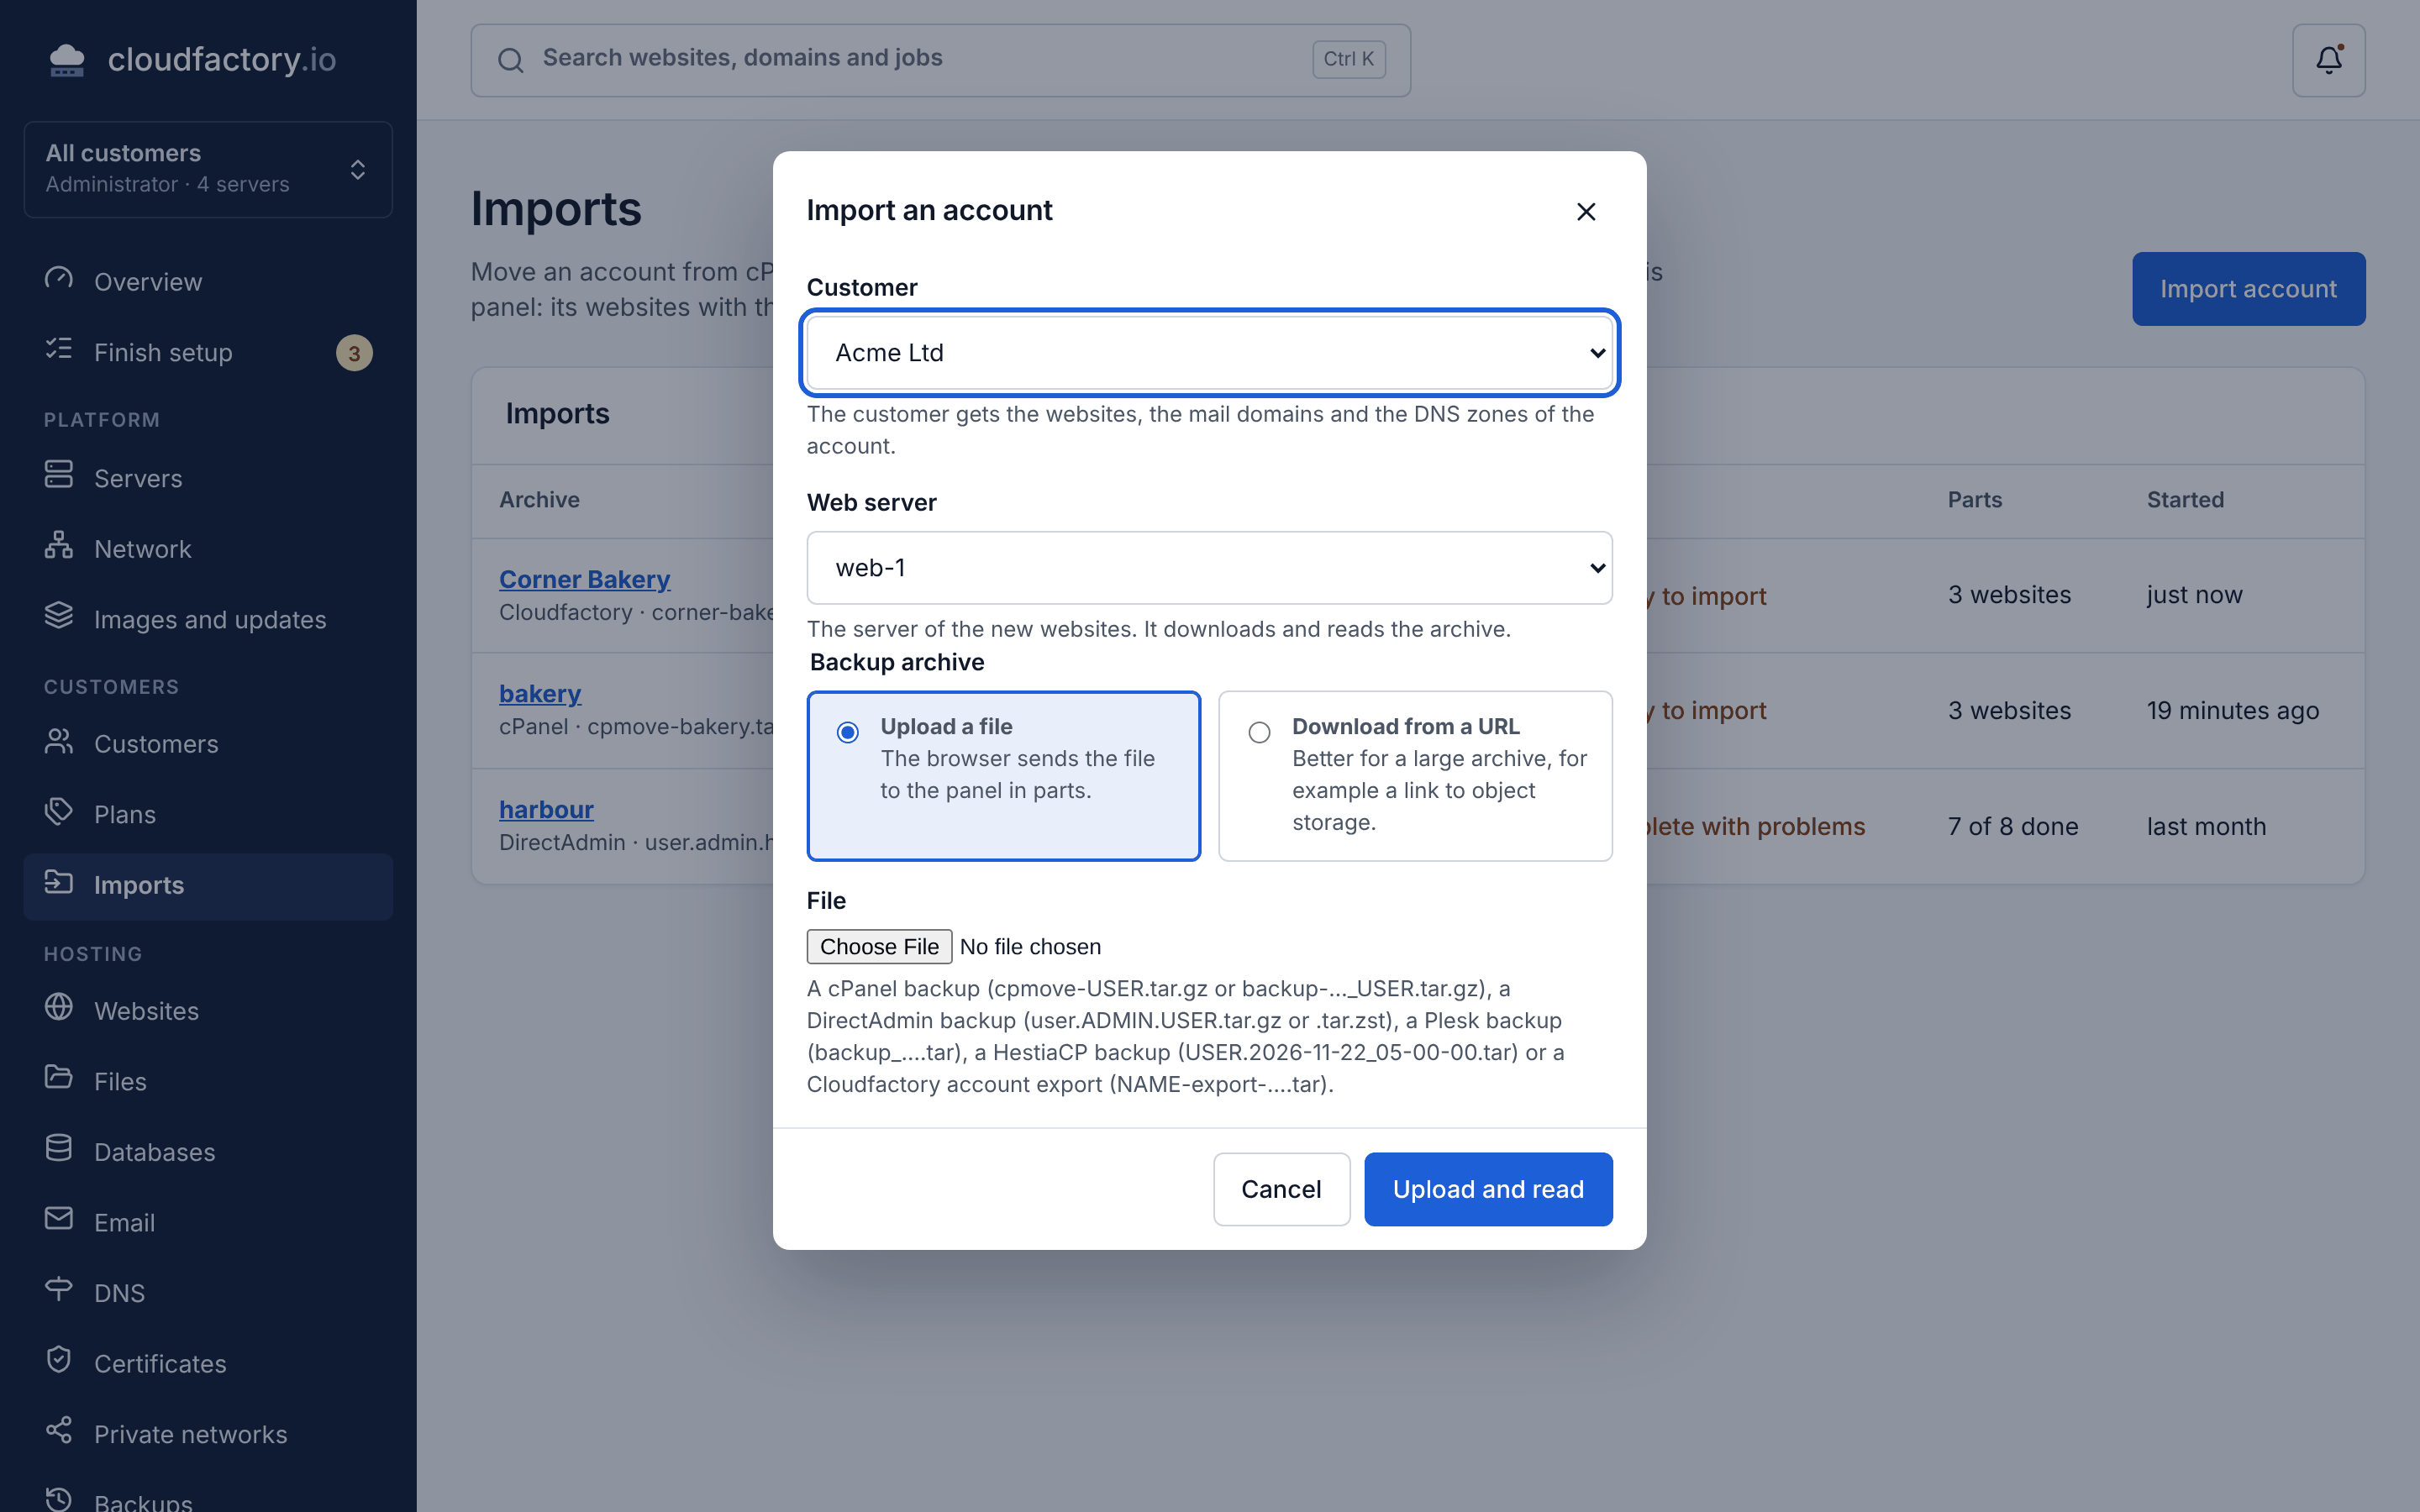 cloudfactory.io
All customers
Administrator · 4 servers
Overview
Finish setup
3
PLATFORM
Servers
Network
Images and updates
CUSTOMERS
Customers
Plans
Imports
HOSTING
Websites
Files
Databases
Email
DNS
Certificates
Private networks
Backups
Search websites, domains and jobs
Ctrl K
Imports
Move an account from
is
panel: its websites with
Import account
Imports
Archive
Parts
Started
Corner Bakery
Cloudfactory ·
to import
3 websites
just now
bakery
cPanel ·
to import
3 websites
19 minutes ago
harbour
DirectAdmin ·
with problems
7 of 8 done
last month
Import an account
Customer
Acme Ltd
The customer gets the websites, the mail domains and the DNS zones of the
account.
Web server
web-1
The server of the new websites. It downloads and reads the archive.
Backup archive
Upload a file
The browser sends the file
to the panel in parts.
Download from a URL
Better for a large archive, for
example a link to object
storage.
File
Choose File No file chosen
A cPanel backup (cpmove-USER.tar.gz or backup-..._USER.tar.gz), a
DirectAdmin backup (user.ADMIN.USER.tar.gz or .tar.zst), a Plesk backup
(backup_....tar), a HestiaCP backup (USER.2026-11-22_05-00-00.tar) or a
Cloudfactory account export (NAME-export-....tar).
Cancel
Upload and read